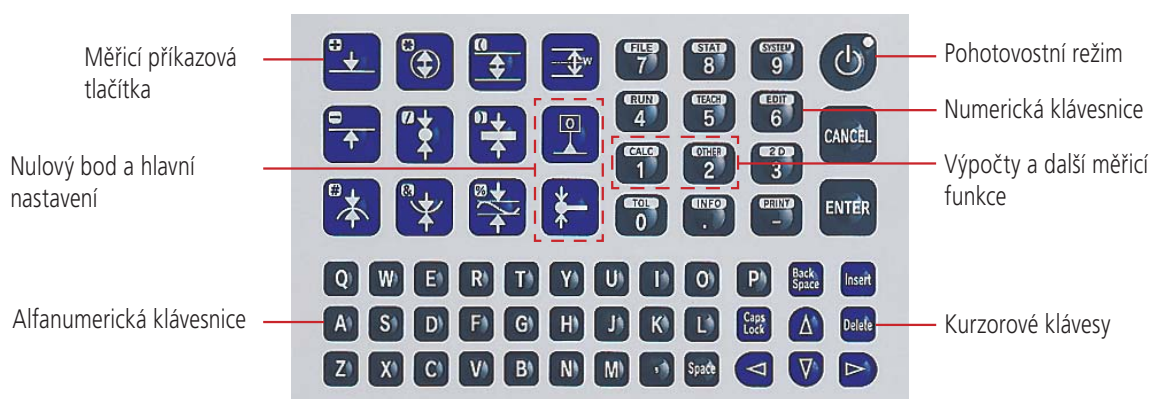 Měřicí příkazová
tlačítka
Nulový bod a hlavní
nastavení
Alfanumerická klávesnice
+
*
(
W
-
/
)
0
#
&
%
FILE
7
STAT
8
SYSTEM
9
RUN
4
TEACH
5
EDIT
6
CANCEL
CALC
1
OTHER
2
2 D
3
TOL
0
INFO
.
PRINT
-
ENTER
Q W E R T Y U I O P Back Space Insert
A S D F G H J K L Caps Lock Delete
Z X C V B N M , Space
Pohotovostní režim
Numerická klávesnice
Výpočty a další měřicí
funkce
Kurzorové klávesy